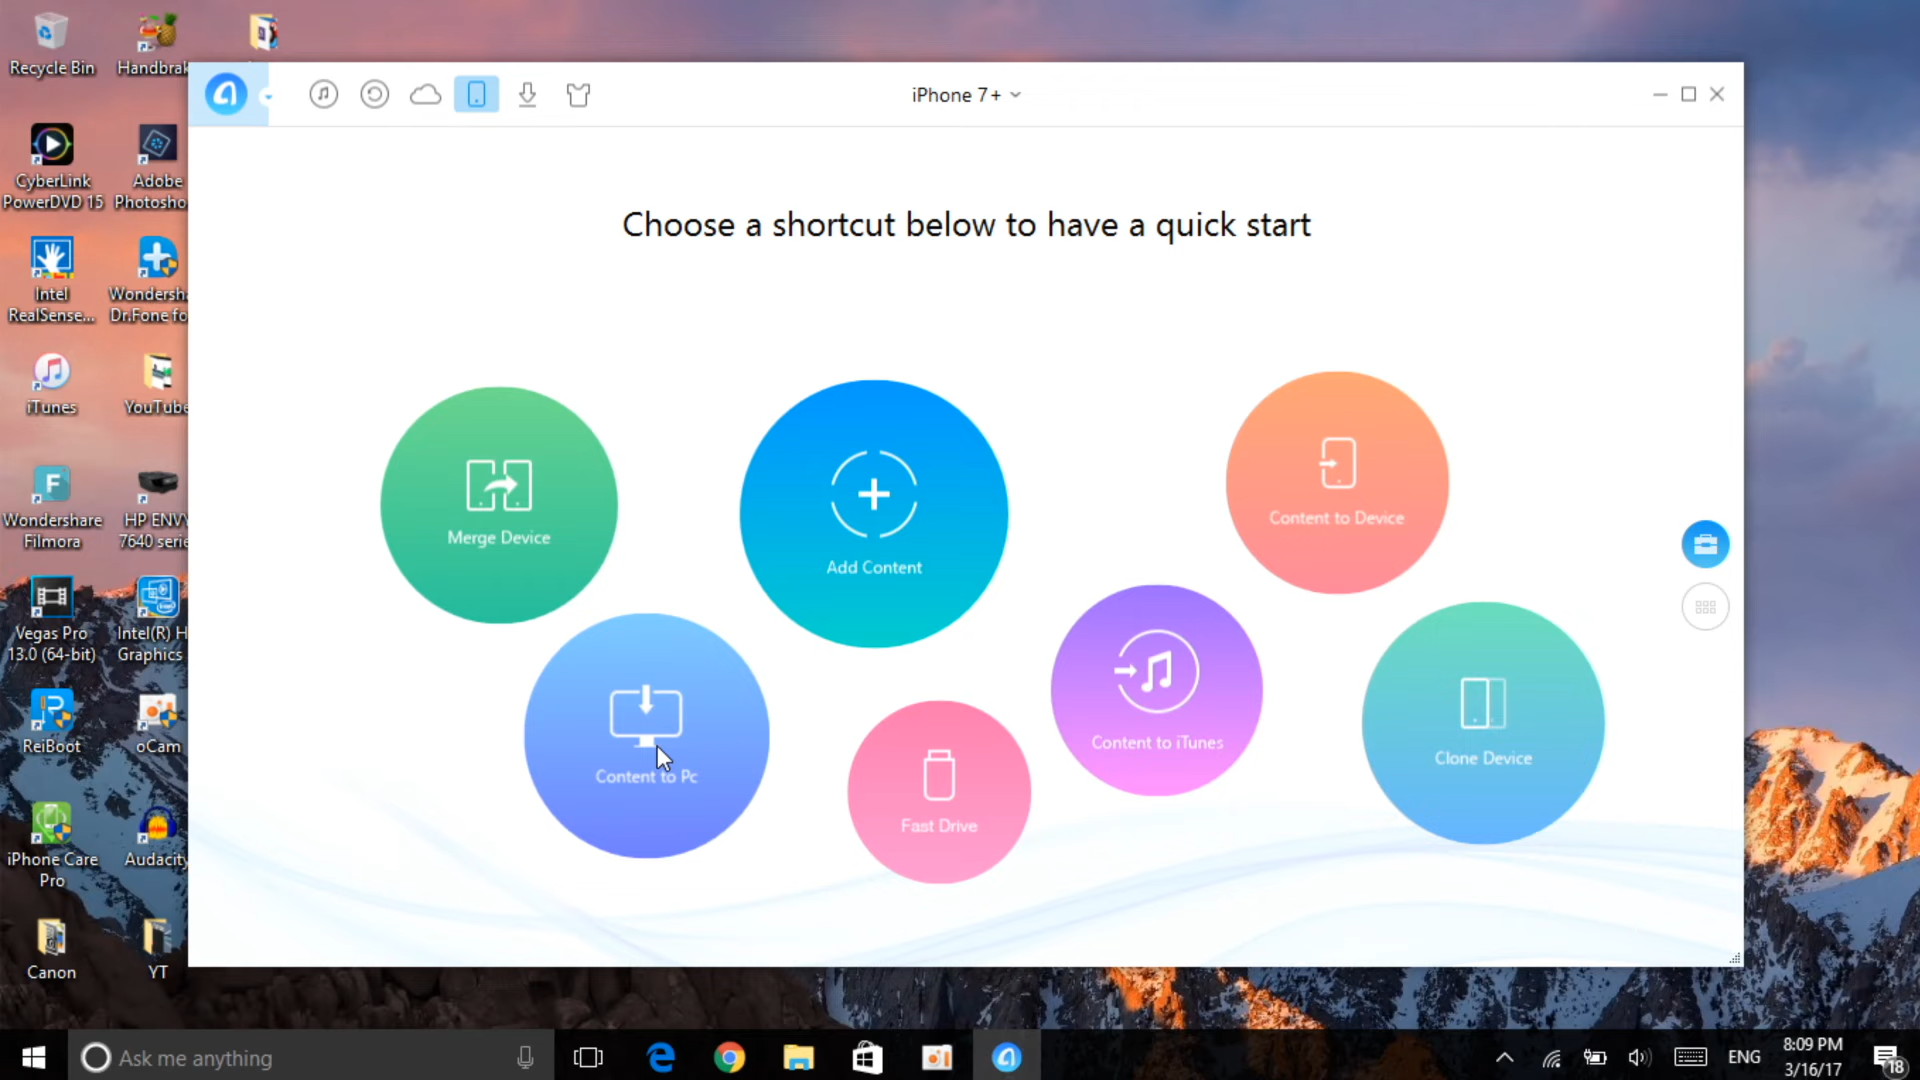 Recycle Bin
Handbrak
CyberLink
PowerDVD 15
Adobe
Photosho
Intel
RealSense...
Wondersha
Dr.Fone fo
iTunes
YouTube
Wondershare
Filmora
HP ENVY
7640 serie
Vegas Pro
13.0 (64-bit)
Intel(R) H
Graphics
ReiBoot
oCam
iPhone Care
Pro
Audacity
Canon
YT
iPhone 7+
Choose a shortcut below to have a quick start
Merge Device
Add Content
Content to Device
Content to Pc
Fast Drive
Content to iTunes
Clone Device
Ask me anything
ENG
8:09 PM
3/16/17
18